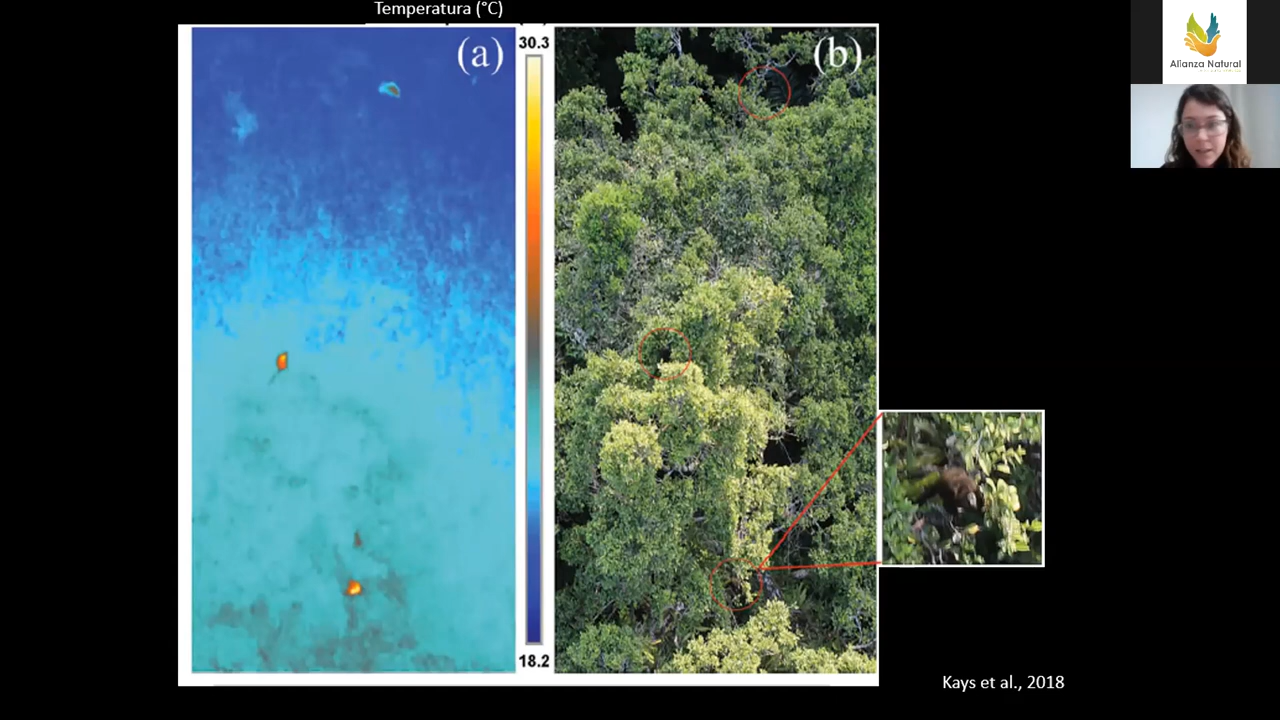 Temperatura (°C)
(a)
30.3
18.2
(b)
Alianza Natural
Kays et al., 2018